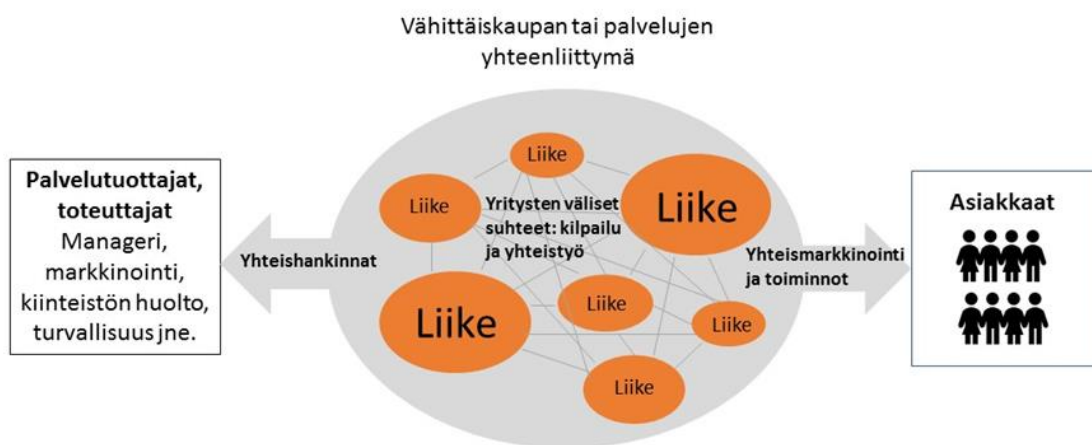 Vähittäiskaupan tai palvelujen
yhteenliittymä
Palvelutuottajat,
toteuttajat
Manageri,
markkinointi,
kiinteistön huolto,
turvallisuus jne.
Yhteishankinnat
Liike
Liike
Liike
Yritysten väliset
suhteet: kilpailu
ja yhteistyö
Liike
Liike
Liike
Liike
Yhteismarkkinointi
ja toiminnot
Asiakkaat